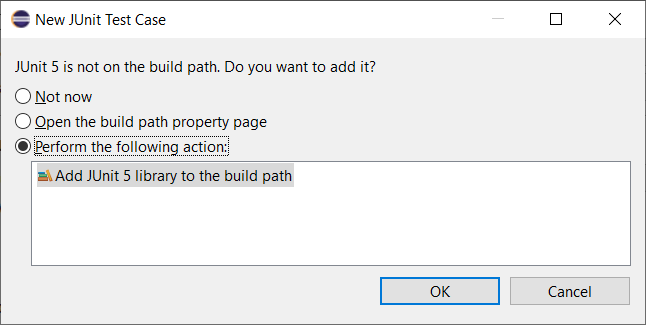 New JUnit Test Case
JUnit 5 is not on the build path. Do you want to add it?
Not now
Open the build path property page
Perform the following action:
Add JUnit 5 library to the build path
OK Cancel